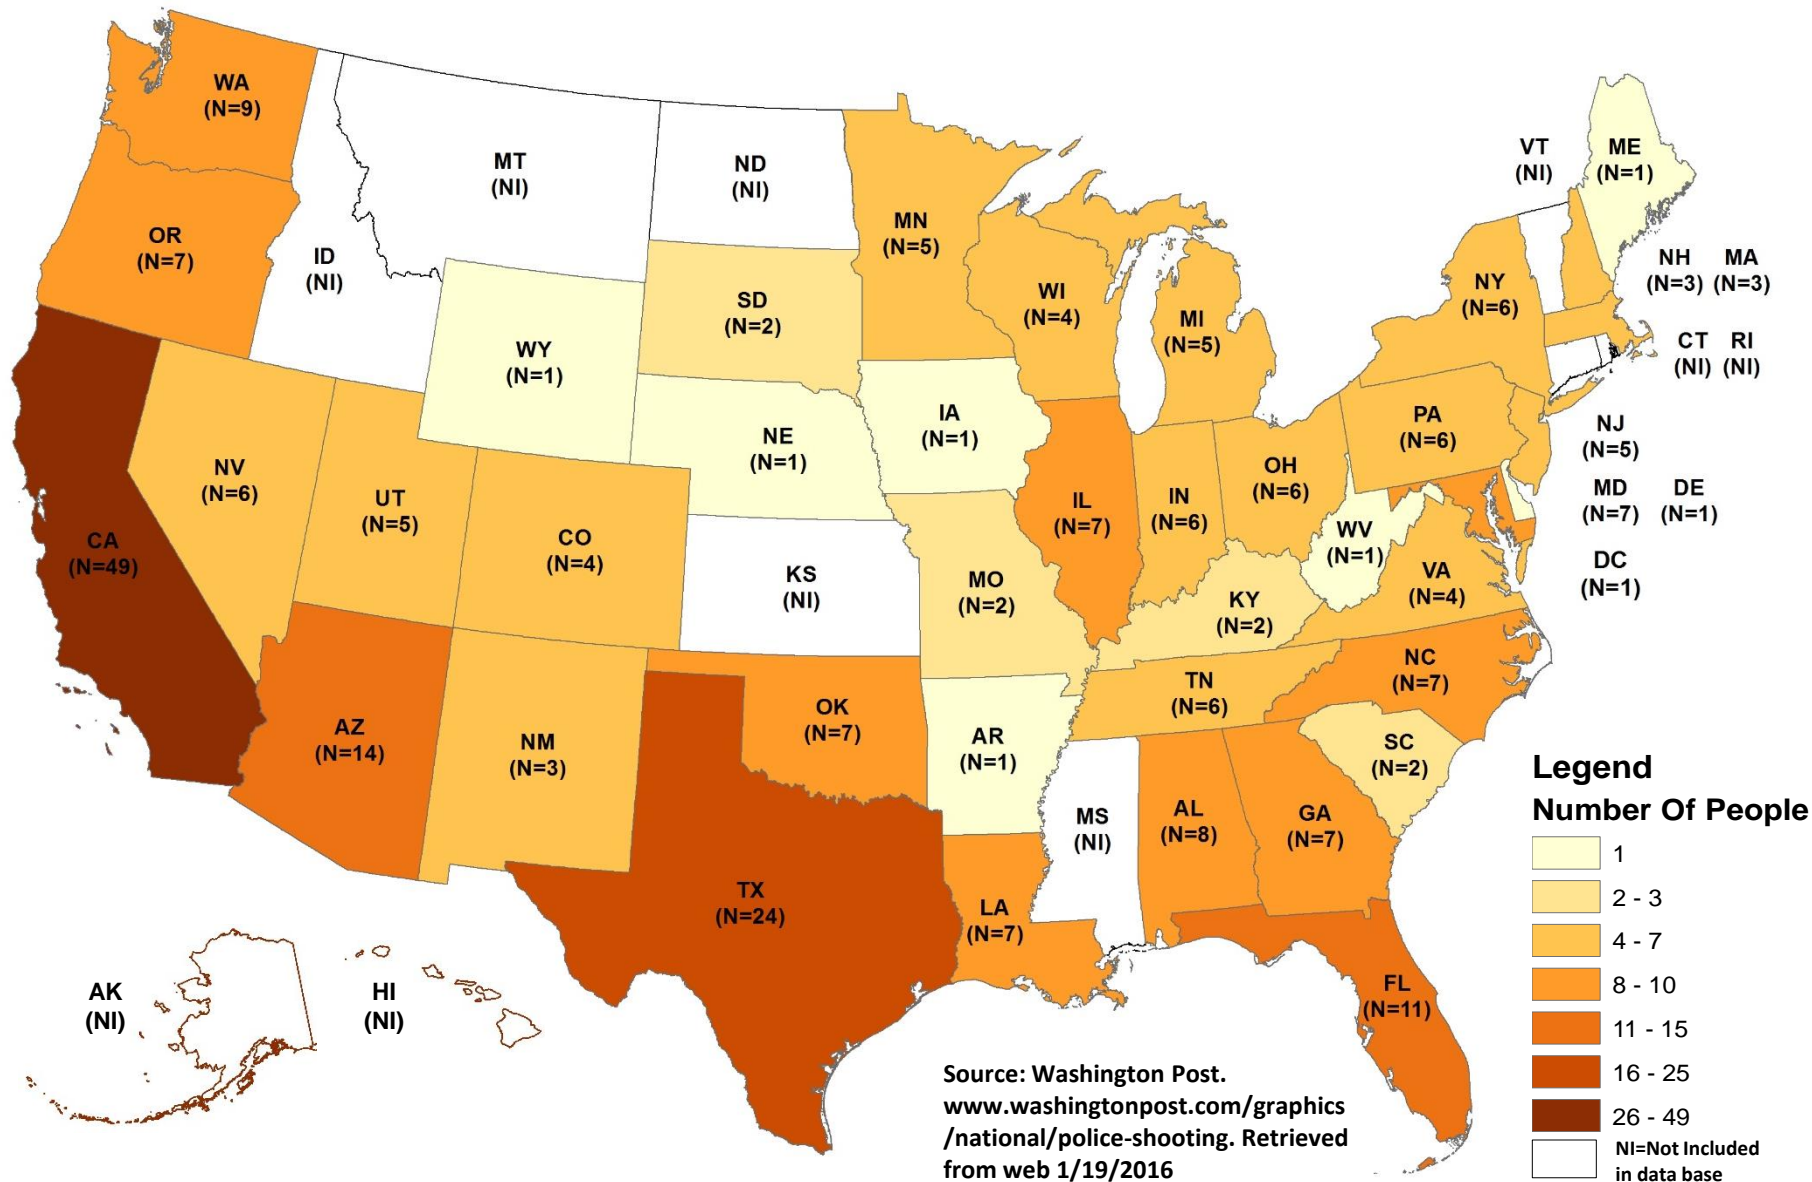 WA
(N=9)
MT
(NI)
ND
(NI)
VT
(NI)
ME
(N=1)
OR
(N=7)
ID
(NI)
MN
(N=5)
NH
(N=3)
MA
(N=3)
SD
(N=2)
WI
(N=4)
NY
(N=6)
MI
(N=5)
WY
(N=1)
CT
(NI)
RI
(NI)
IA
(N=1)
PA
(N=6)
NE
(N=1)
NJ
(N=5)
NV
(N=6)
UT
(N=5)
OH
(N=6)
IL
(N=7)
IN
(N=6)
MD
(N=7)
DE
(N=1)
CA
(N=49)
CO
(N=4)
WV
(N=1)
KS
(NI)
MO
(N=2)
VA
(N=4)
DC
(N=1)
KY
(N=2)
NC
(N=7)
TN
(N=6)
AZ
(N=14)
NM
(N=3)
OK
(N=7)
AR
(N=1)
SC
(N=2)
MS
(NI)
AL
(N=8)
GA
(N=7)
TX
(N=24)
LA
(N=7)
FL
(N=11)
AK
(NI)
HI
(NI)
Legend
Number Of People
1
2 - 3
4 - 7
8 - 10
11 - 15
16 - 25
26 - 49
NI=Not Included
in data base
Source: Washington Post.
www.washingtonpost.com/graphics
/national/police-shooting. Retrieved
from web 1/19/2016